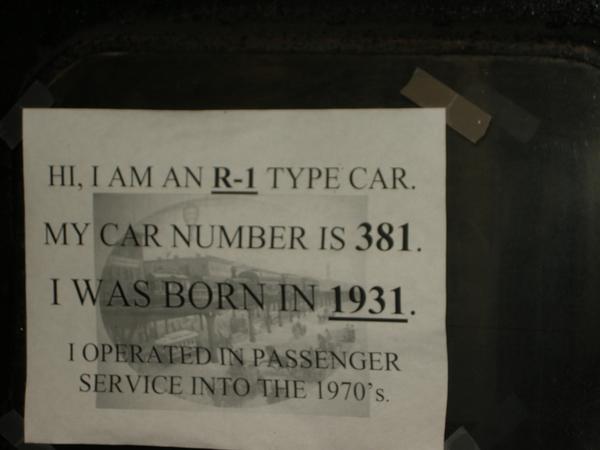 HI, I AM AN R-1 TYPE CAR.
MY CAR NUMBER IS 381.
I WAS BORN IN 1931.
I OPERATED IN PASSENGER
SERVICE INTO THE 1970's.